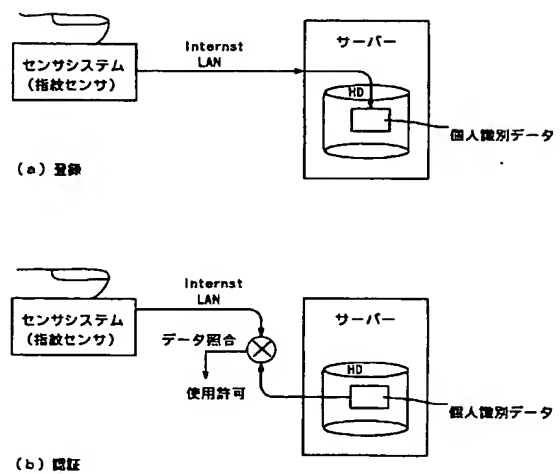 Internst
LAN
センサシステム
(指紋センサ)
サーバー
HD
個人識別データ
(a) 登録
Internst
LAN
センサシステム
(指紋センサ)
データ照合
使用許可
サーバー
HD
個人識別データ
(b) 認証